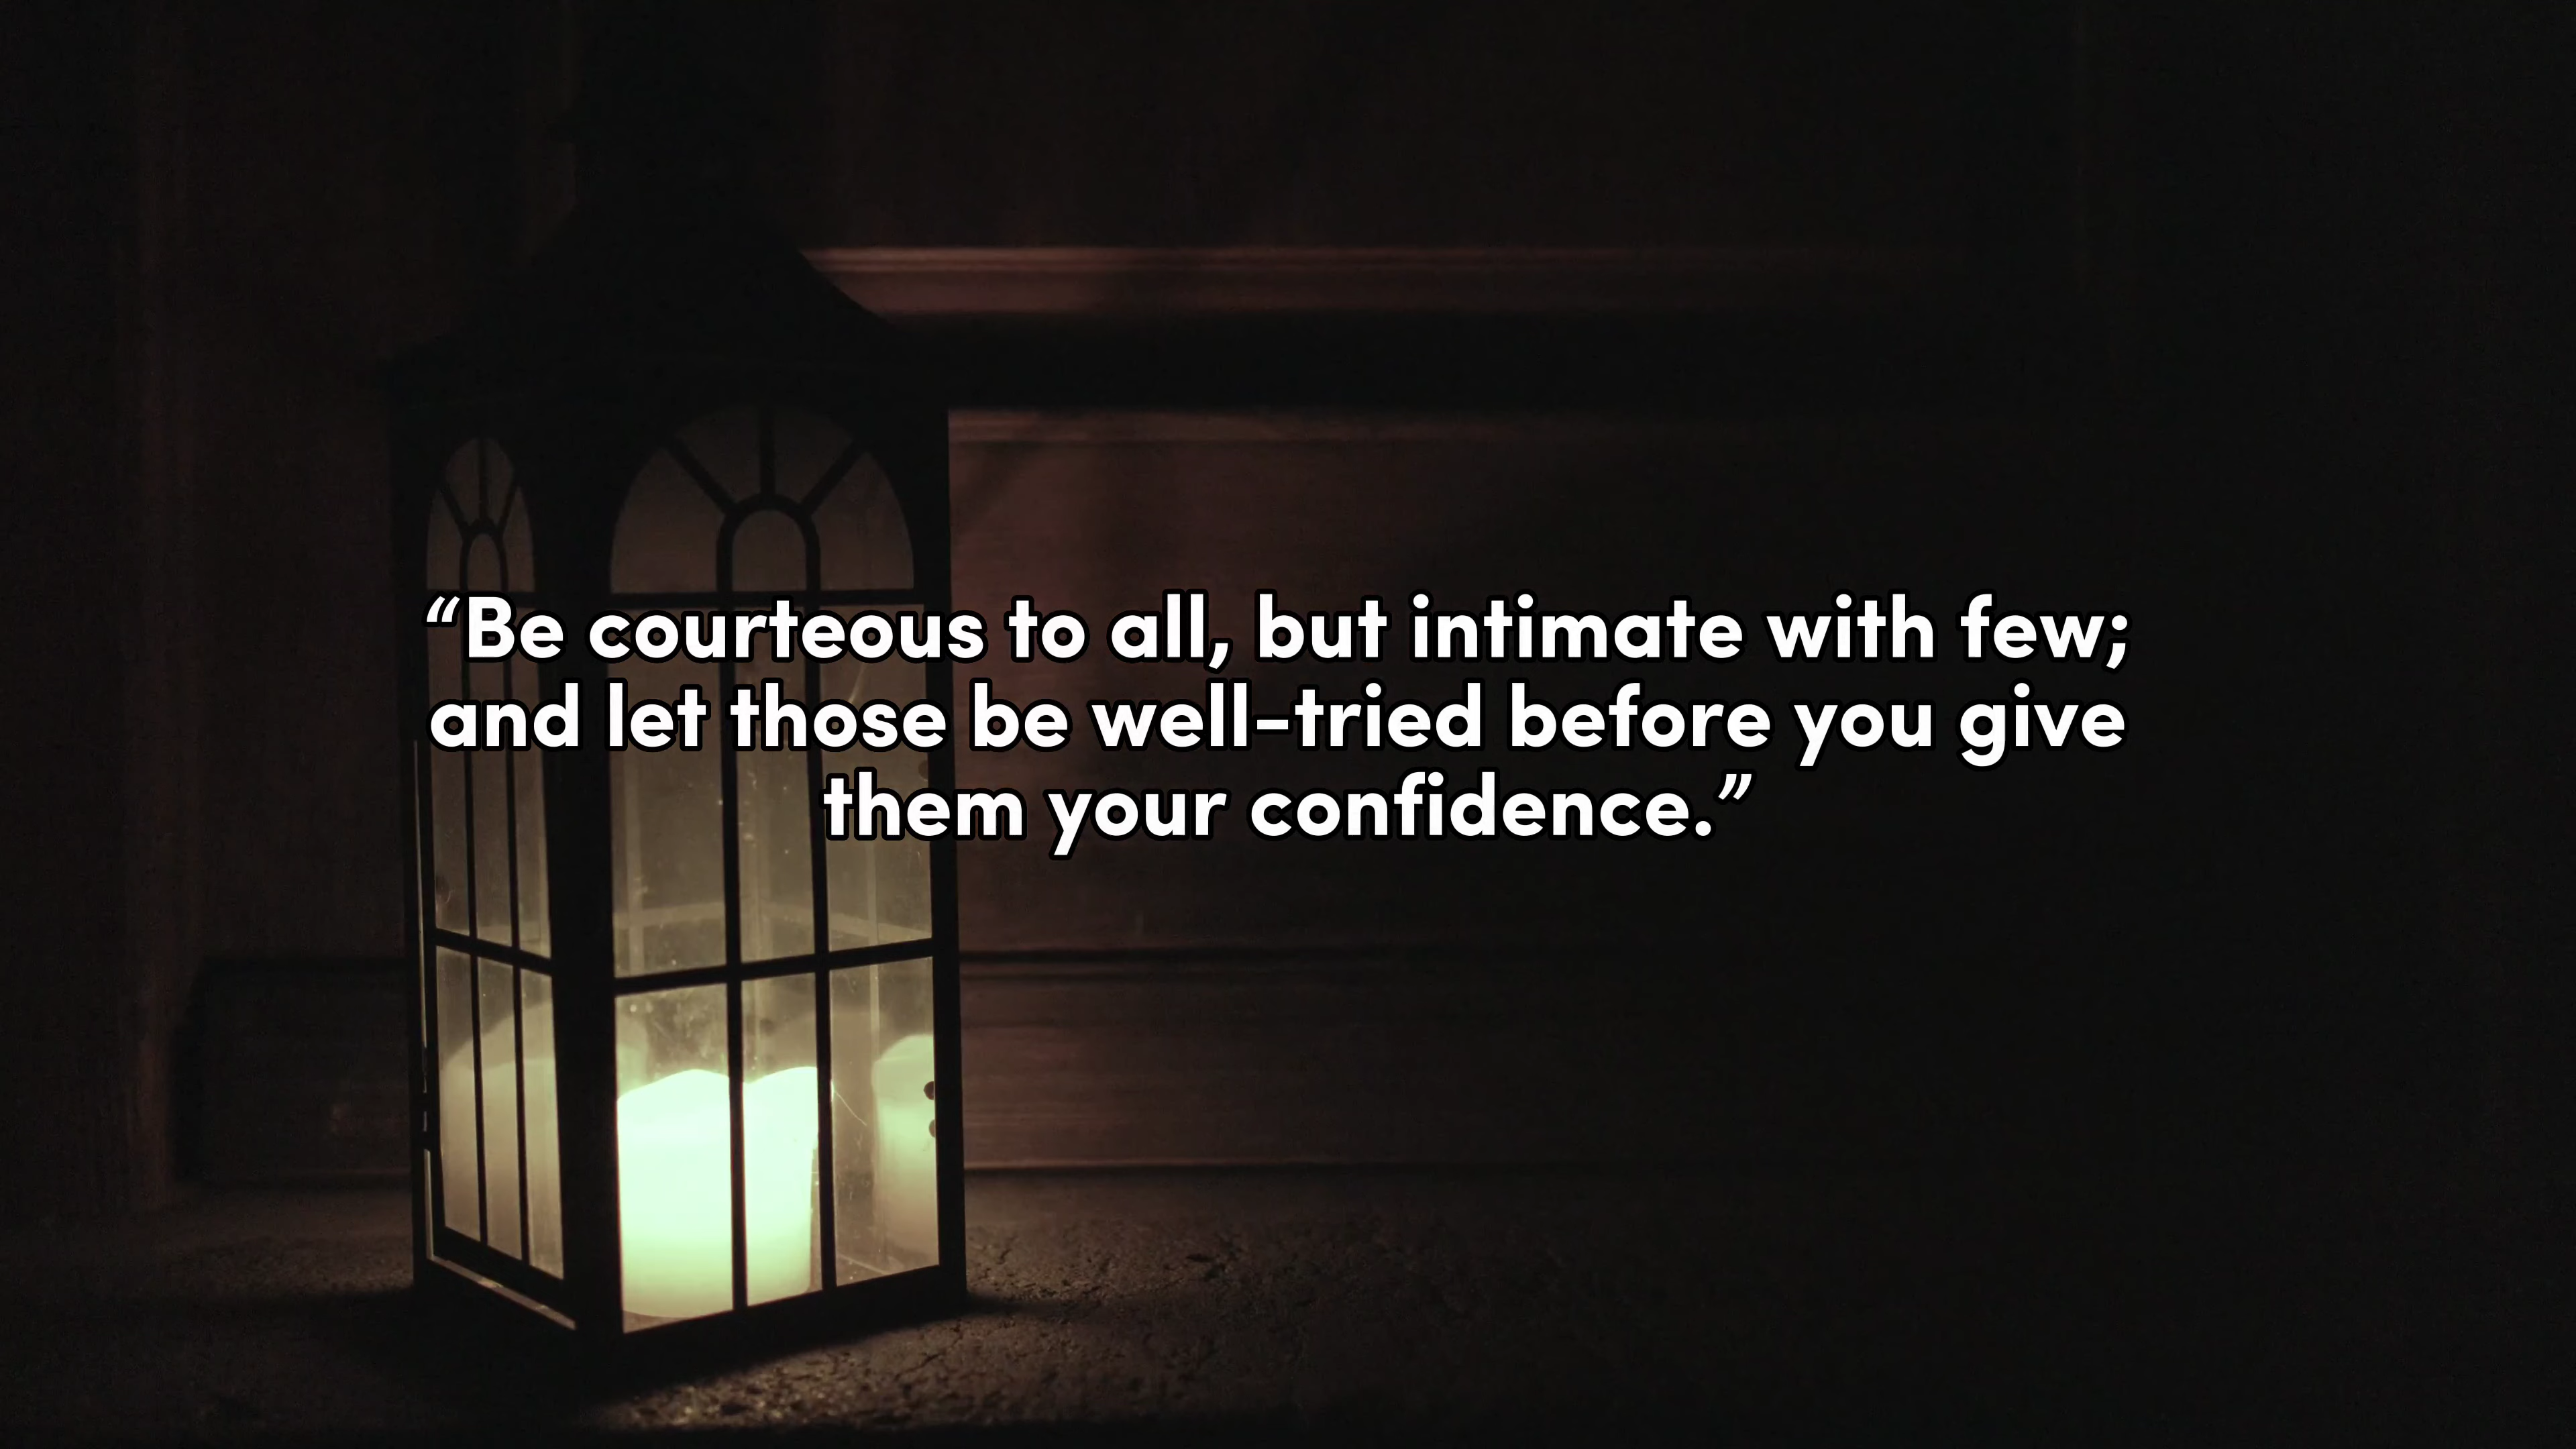 “Be courteous to all, but intimate with few;
and let those be well-tried before you give
them your confidence.”